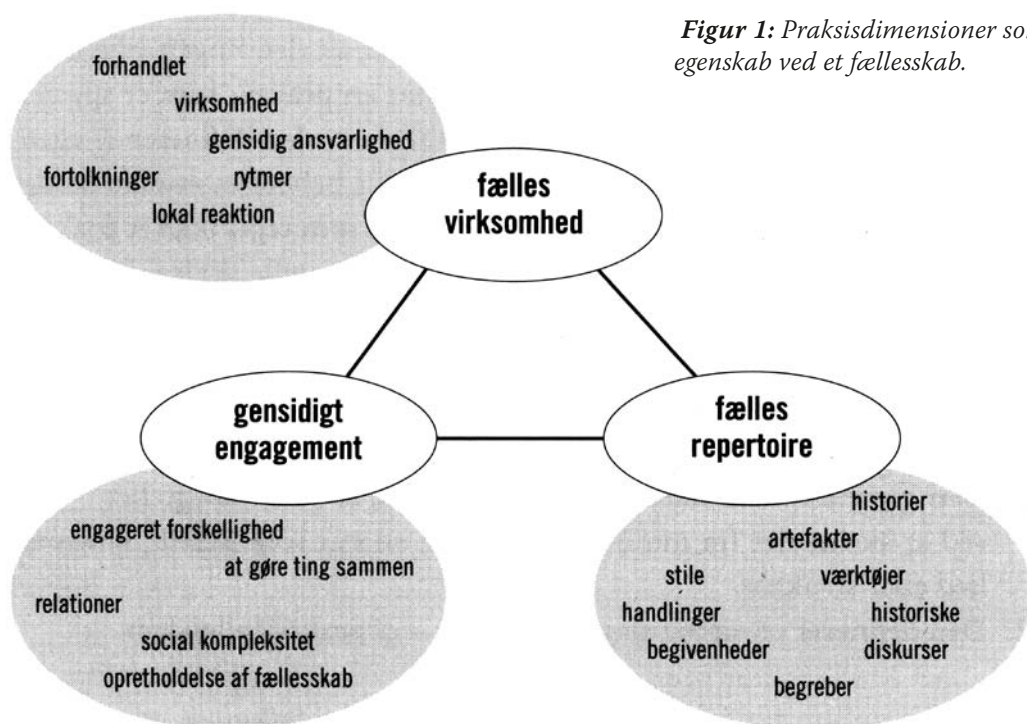 Figur 1: Praksisdimensioner so
egenskab ved et fællesskab.
forhandlet
virksomhed
gensidig ansvarlighed
fortolkninger rytmer
lokal reaktion
fælles
virksomhed
gensidigt
engagement
fælles
repertoire
engageret forskellighed
at gøre ting sammen
relationer
social kompleksitet
opretholdelse af fællesskab
historier
artefakter
stile værktøjer
handlinger historiske
begivenheder diskurser
begreber